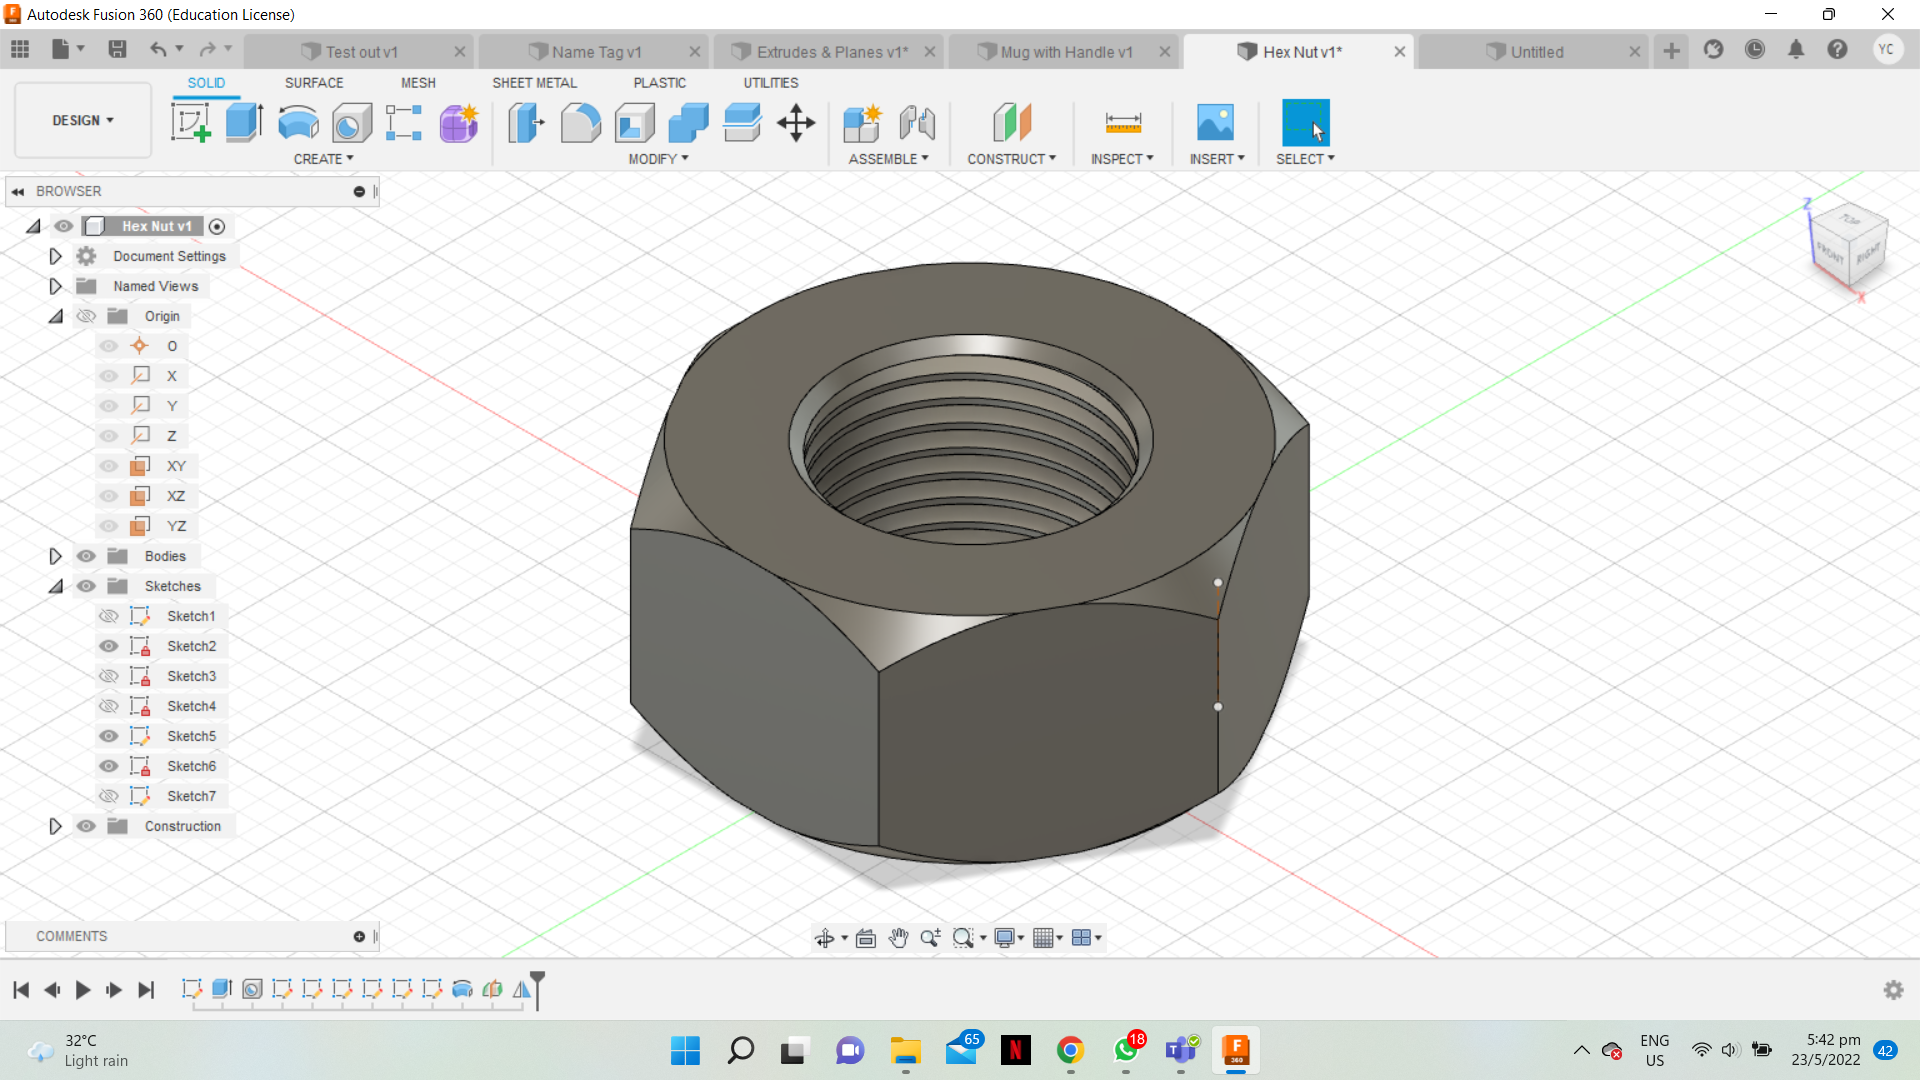 Autodesk Fusion 360 (Education License)
Test out v1
Name Tag v1
Extrudes & Planes v1*
Mug with Handle v1
Hex Nut v1*
Untitled
YC
SOLID
SURFACE
MESH
SHEET METAL
PLASTIC
UTILITIES
DESIGN
CREATE
MODIFY
ASSEMBLE
CONSTRUCT
INSPECT
INSERT
SELECT
BROWSER
Hex Nut v1
Document Settings
Named Views
Origin
O
X
Y
Z
XY
XZ
YZ
Bodies
Sketches
Sketch1
Sketch2
Sketch3
Sketch4
Sketch5
Sketch6
Sketch7
Construction
Z
TOP
FRONT
RIGHT
X
COMMENTS
32°C
Light rain
65
N
18
T
F
360
ENG
US
5:42 pm
23/5/2022
42